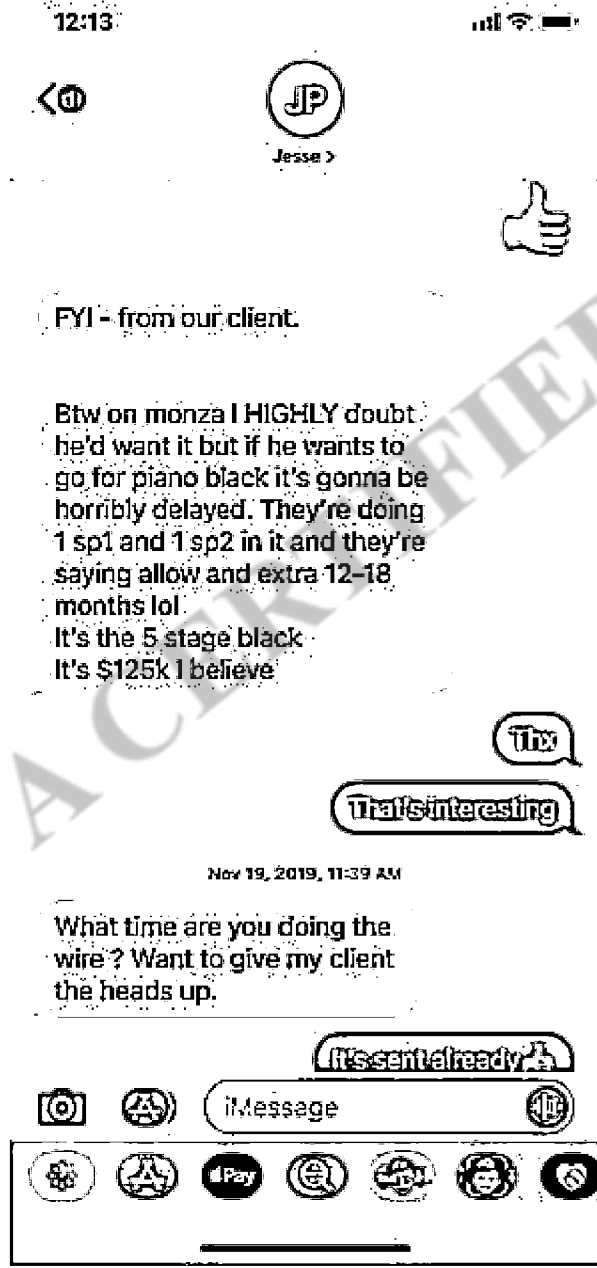 12:13
1
JP
Jesse >
FYI - from our client.
Btw on monza I HIGHLY doubt
he'd want it but if he wants to
go for piano black it's gonna be
horribly delayed. They're doing
1 sp1 and 1 sp2 in it and they're
saying allow and extra 12-18
months lol
It's the 5 stage black
It's $125k I believe
Thx
That's interesting
Nov 19, 2019, 11:39 AM
What time are you doing the
wire ? Want to give my client
the heads up.
It's sent already
iMessage
Pay
A CERTIFIE